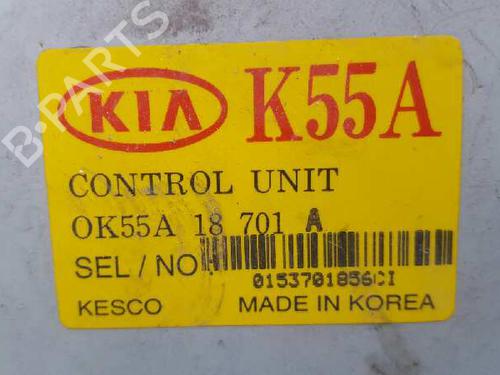 KIA K55A
CONTROL UNIT
OK55A 18 701 A
SEL/NO
0153701856CI
KESCO MADE IN KOREA
B-PARTS